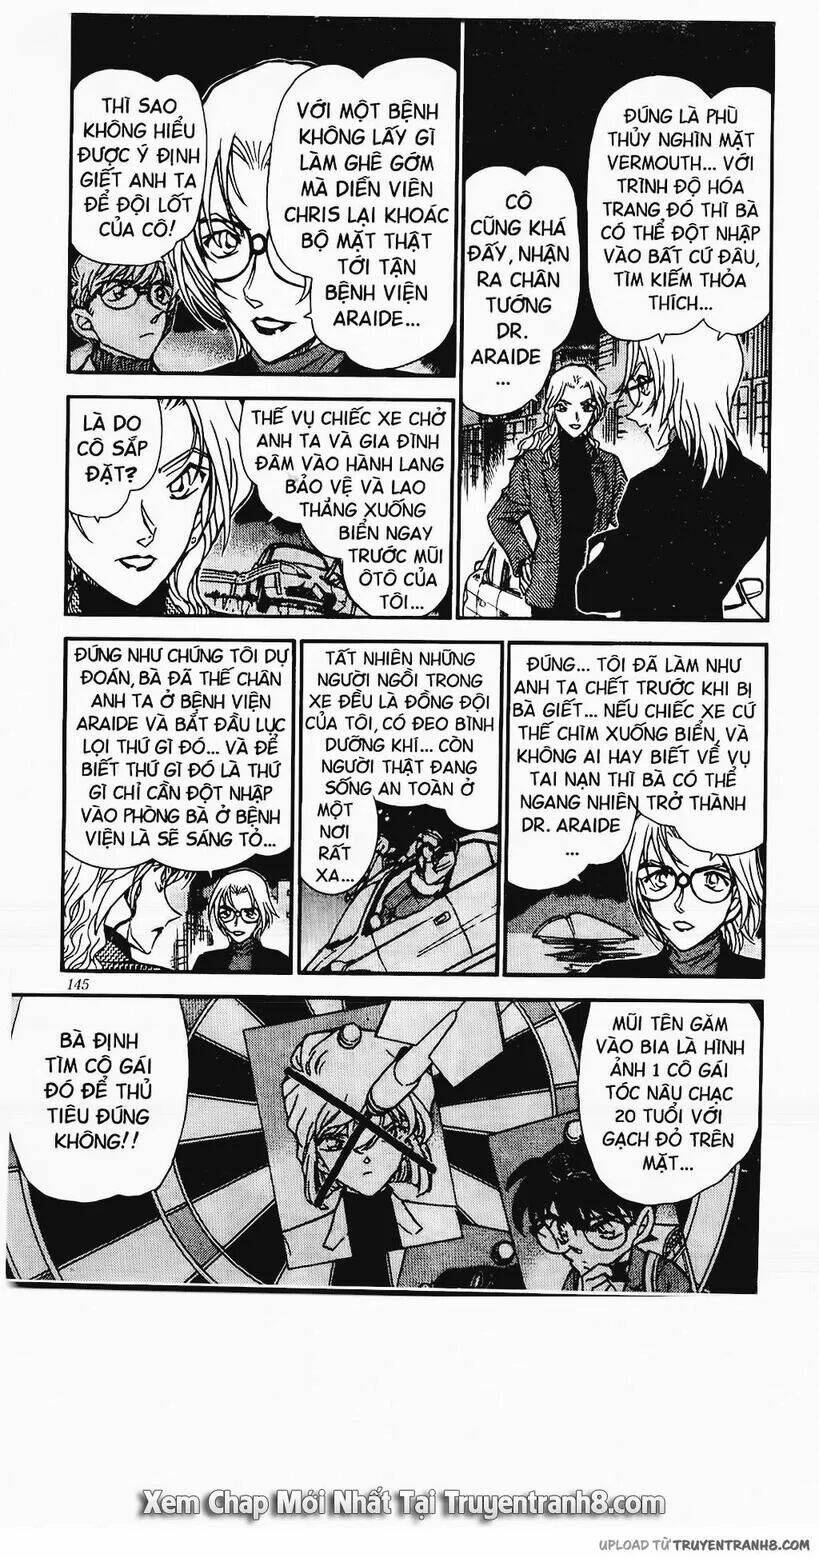 ĐÚNG LÀ PHÙ
THỦY NGHÌN MẶT
VERMOUTH... VỚI
TRÌNH ĐỘ HÓA
TRANG ĐÓ THÌ BÀ
CÓ THỂ ĐỘT NHẬP
VÀO BẤT CỨ ĐÂU,
TÌM KIẾM THỎA
THÍCH...
CÔ
CŨNG KHÁ
ĐẤY, NHẬN
RA CHÂN
TƯỚNG
DR.
ARAIDE
...
VỚI MỘT BỆNH
KHÔNG LẤY GÌ
LÀM GHÊ GỚM
MÀ DIỄN VIÊN
CHRIS LẠI KHOÁC
BỘ MẶT THẬT
TỚI TẬN
BỆNH VIỆN
ARAIDE...
THÌ SAO
KHÔNG HIỂU
ĐƯỢC Ý ĐỊNH
GIẾT ANH TA
ĐỂ ĐỘI LỐT
CỦA CÔ!
THẾ VỤ CHIẾC XE CHỞ
ANH TA VÀ GIA ĐÌNH
ĐÂM VÀO HÀNH LANG
BẢO VỆ VÀ LAO
THẲNG XUỐNG
BIỂN NGAY
TRƯỚC MŨI
ÔTÔ CỦA
TÔI...
LÀ DO
CÔ SẮP
ĐẶT?
ĐÚNG... TÔI ĐÃ LÀM NHƯ
ANH TA CHẾT TRƯỚC KHI BỊ
BÀ GIẾT... NẾU CHIẾC XE CỨ
THẾ CHÌM XUỐNG BIỂN, VÀ
KHÔNG AI HAY BIẾT VỀ VỤ
TAI NẠN THÌ BÀ CÓ THỂ
NGANG NHIÊN TRỞ THÀNH
DR. ARAIDE
...
TẤT NHIÊN NHỮNG
NGƯỜI NGỒI TRONG
XE ĐỀU LÀ ĐỒNG ĐỘI
CỦA TÔI, CÓ ĐEO BÌNH
DƯỠNG KHÍ... CÒN
NGƯỜI THẬT ĐANG
SỐNG AN TOÀN Ở
MỘT
NƠI
RẤT
XA...
ĐÚNG NHƯ CHÚNG TÔI DỰ
ĐOÁN, BÀ ĐÃ THẾ CHÂN
ANH TA Ở BỆNH VIỆN
ARAIDE VÀ BẮT ĐẦU LỤC
LỌI THỨ GÌ ĐÓ... VÀ ĐỂ
BIẾT THỨ GÌ ĐÓ LÀ THỨ
GÌ CHỈ CẦN ĐỘT NHẬP
VÀO PHÒNG BÀ Ở BỆNH
VIỆN LÀ SẼ SÁNG TỎ...
145
MŨI TÊN GĂM
VÀO BIA LÀ HÌNH
ẢNH 1 CÔ GÁI
TÓC NÂU CHẠC
20 TUỔI VỚI
GẠCH ĐỎ TRÊN
MẶT...
BÀ ĐỊNH
TÌM CÔ GÁI
ĐÓ ĐỂ THỦ
TIÊU ĐÚNG
KHÔNG!!
Xem Chap Mới Nhất Tại Truyentranh8.com
UPLOAD TỪ TRUYENTRANH8.COM